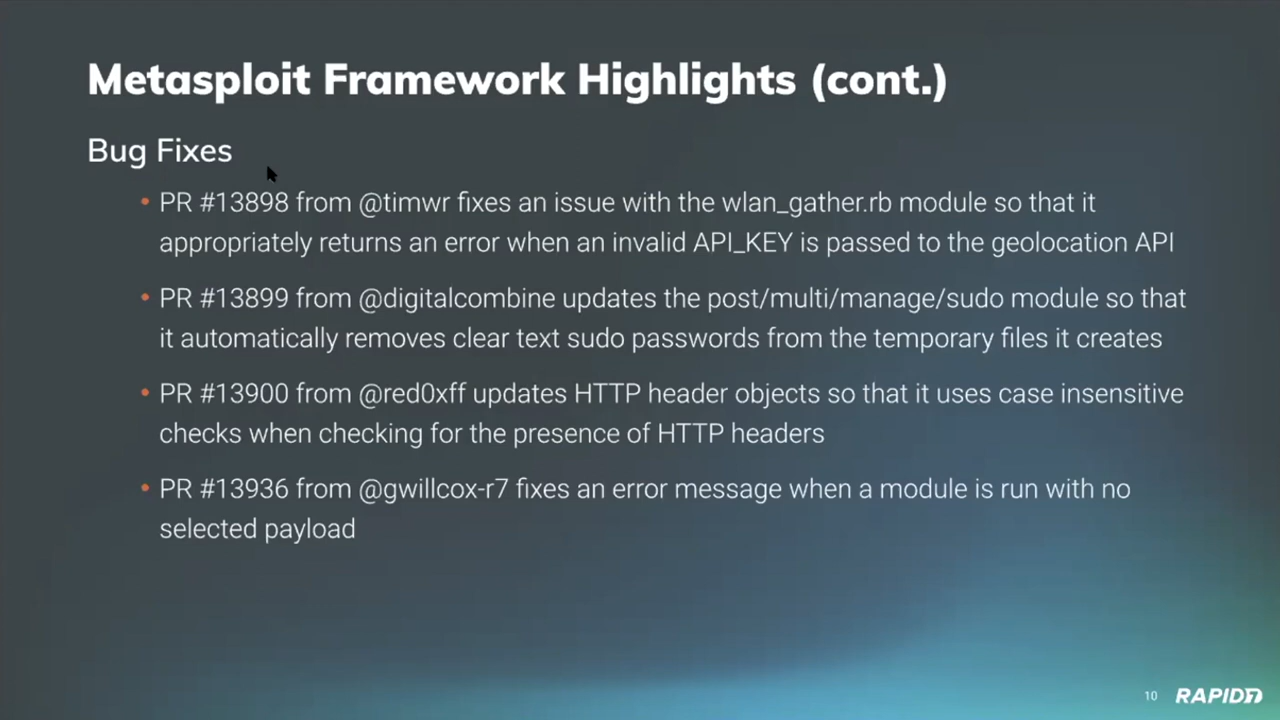 Metasploit Framework Highlights (cont.)
Bug Fixes
• PR #13898 from @timwr fixes an issue with the wlan_gather.rb module so that it
appropriately returns an error when an invalid API_KEY is passed to the geolocation API
• PR #13899 from @digitalcombine updates the post/multi/manage/sudo module so that
it automatically removes clear text sudo passwords from the temporary files it creates
• PR #13900 from @red0xff updates HTTP header objects so that it uses case insensitive
checks when checking for the presence of HTTP headers
• PR #13936 from @gwillcox-r7 fixes an error message when a module is run with no
selected payload
10 RAPID7